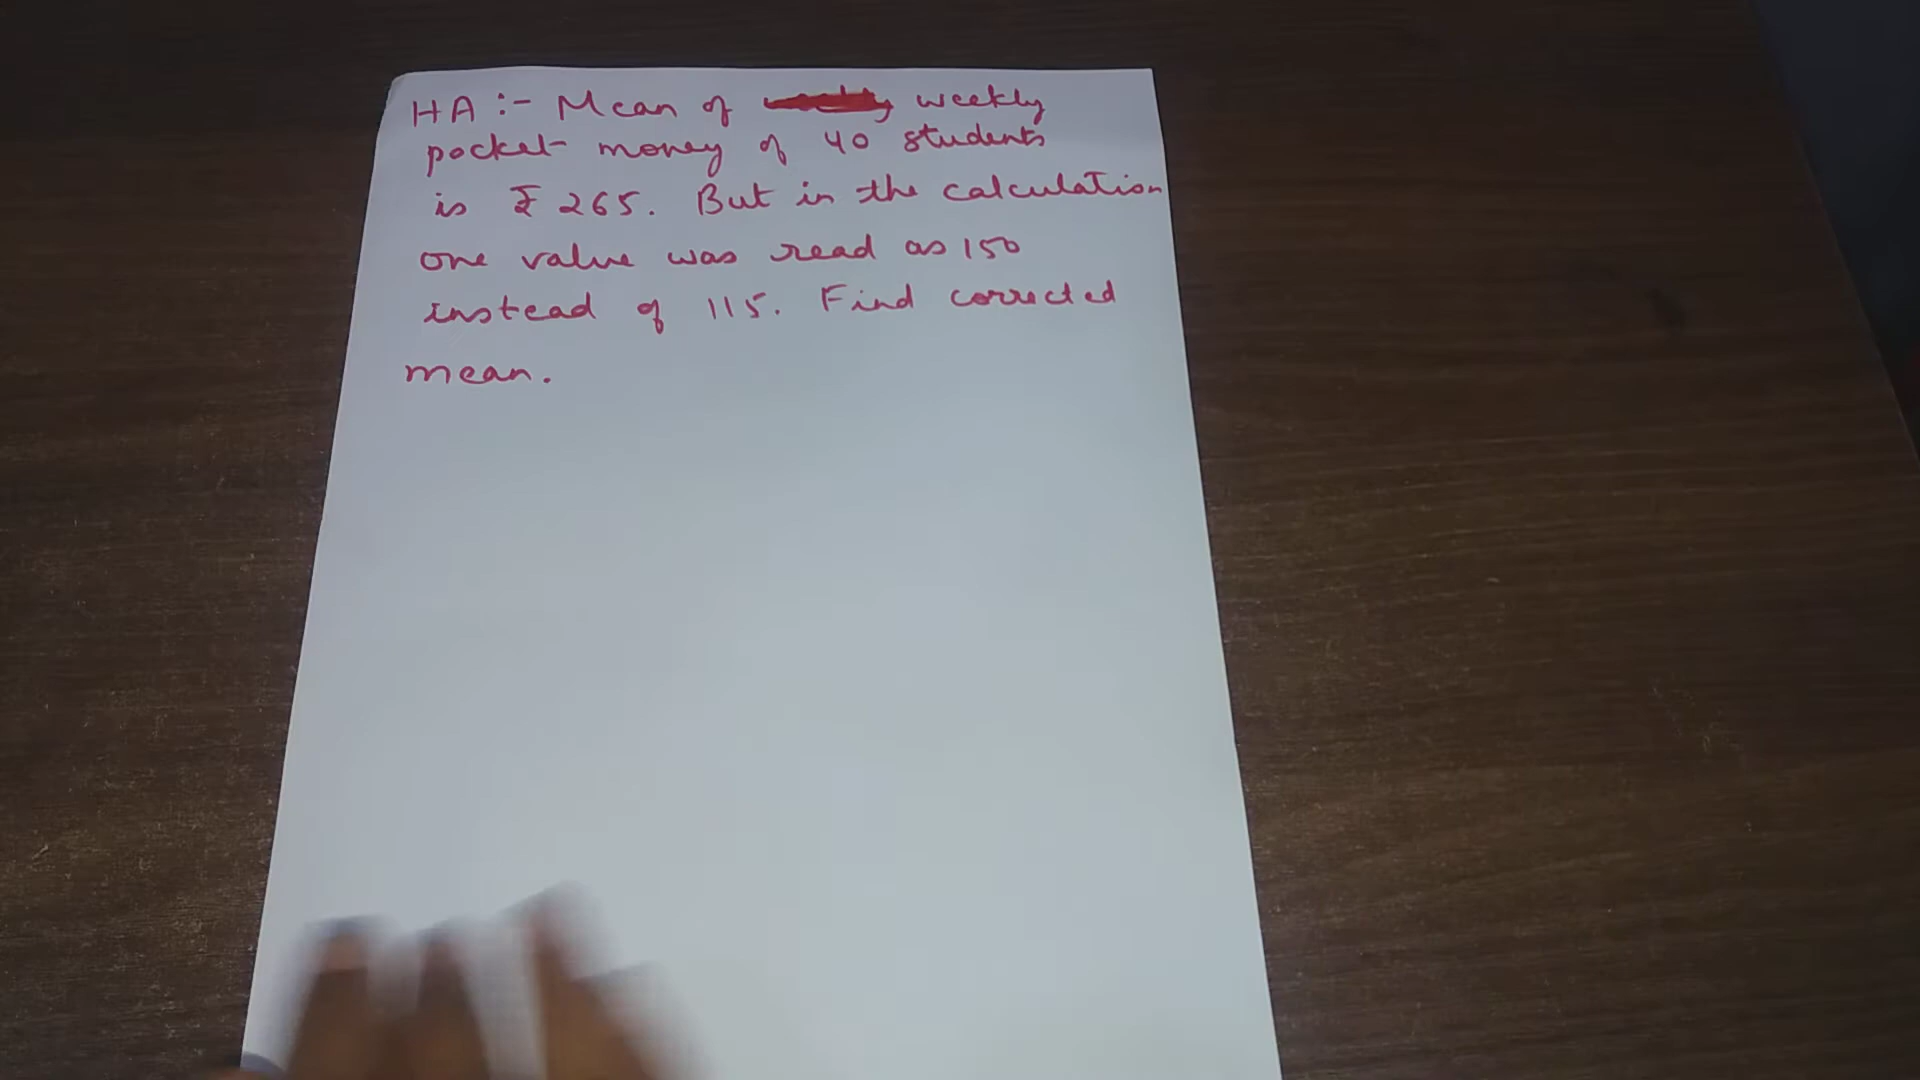 HA :- Mean of weekly
pocket money of 40 students
is ₹ 265. But in the calculation
one value was read as 150
instead of 115. Find corrected
mean.